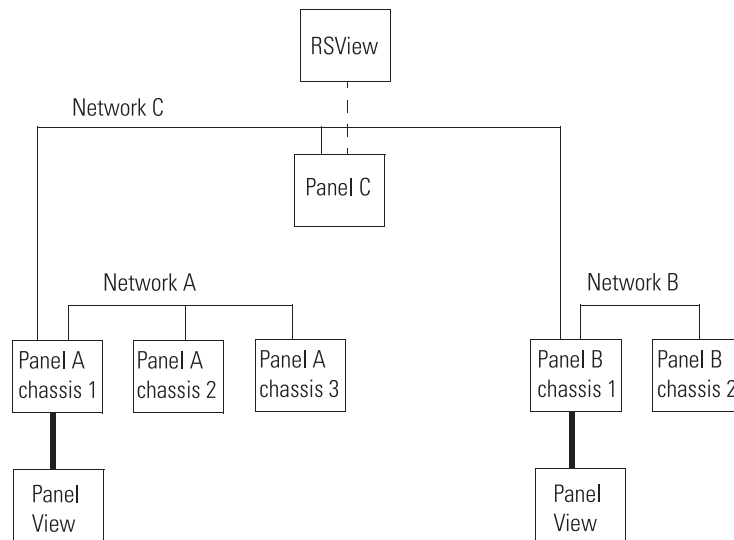 RSView
Network C
Panel C
Network A
Network B
Panel A
chassis 1
Panel A
chassis 2
Panel A
chassis 3
Panel B
chassis 1
Panel B
chassis 2
Panel
View
Panel
View